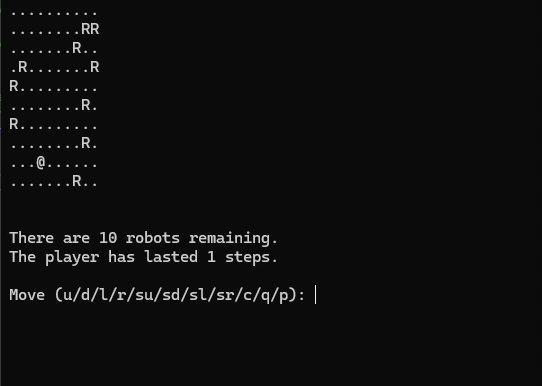 ..........
........RR
.......R..
.R.......R
R.........
........R.
R.........
........R.
...@......
.......R..
There are 10 robots remaining.
The player has lasted 1 steps.
Move (u/d/l/r/su/sd/sl/sr/c/q/p):